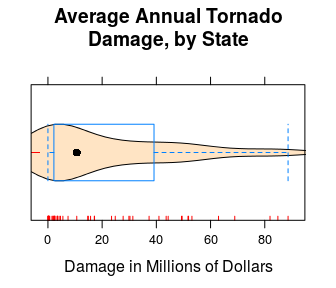 Average Annual Tornado
Damage, by State
0 20 40 60 80
Damage in Millions of Dollars